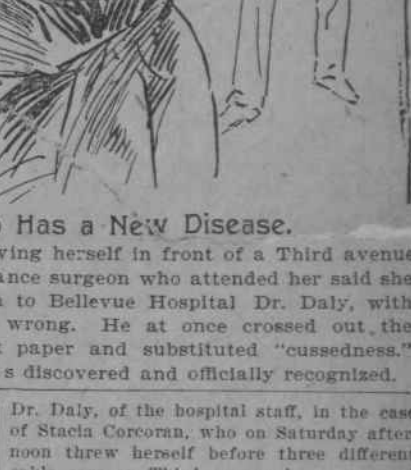 Has a New Disease.
herself in front of a Third avenue
surgeon who attended her said she
to Bellevue Hospital Dr. Daly, with
wrong. He at once crossed out the
paper and substituted "cussedness."
discovered and officially recognized.
Dr. Daly, of the hospital staff, in the case
of Stacia Corcoran, who on Saturday after
noon threw herself before three different